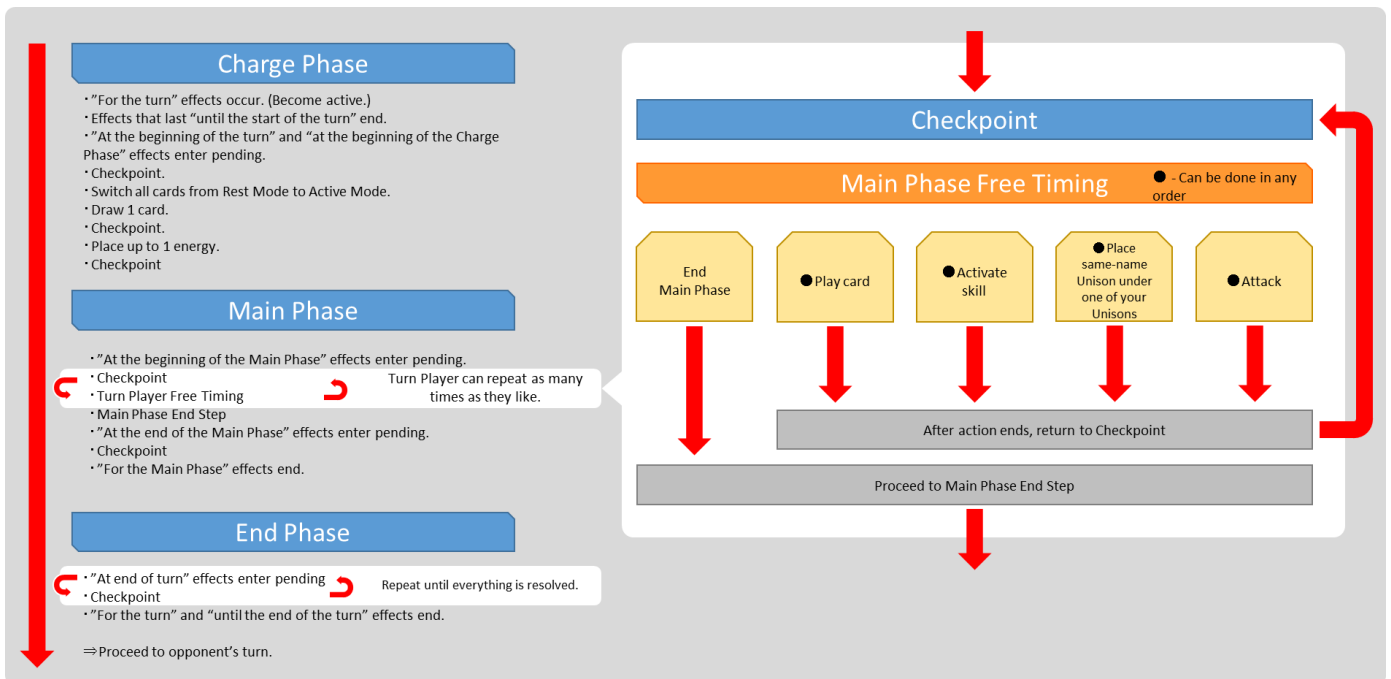 Charge Phase
・”For the turn” effects occur. (Become active.)
・Effects that last “until the start of the turn” end.
・”At the beginning of the turn” and “at the beginning of the Charge
Phase” effects enter pending.
・Checkpoint.
・Switch all cards from Rest Mode to Active Mode.
・Draw 1 card.
・Checkpoint.
・Place up to 1 energy.
・Checkpoint
Main Phase
・”At the beginning of the Main Phase” effects enter pending.
・Checkpoint
・Turn Player Free Timing
Turn Player can repeat as many
times as they like.
・Main Phase End Step
・”At the end of the Main Phase” effects enter pending.
・Checkpoint
・”For the Main Phase” effects end.
End Phase
・”At end of turn” effects enter pending
・Checkpoint
Repeat until everything is resolved.
・”For the turn” and “until the end of the turn” effects end.
⇒Proceed to opponent’s turn.
Checkpoint
Main Phase Free Timing
● - Can be done in any
order
End
Main Phase
●Play card
●Activate
skill
●Place
same-name
Unison under
one of your
Unisons
●Attack
After action ends, return to Checkpoint
Proceed to Main Phase End Step